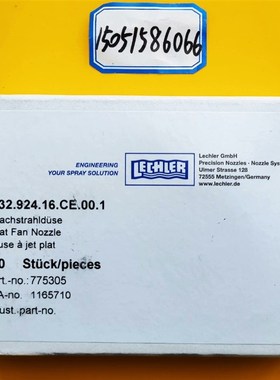 15051586066
ENGINEERING
YOUR SPRAY SOLUTION
LECHLER
Lechler GmbH
Precision Nozzles · Nozzle Sys
Ulmer Strasse 128
72555 Metzingen/Germany
www.lechler.de
32.924.16.CE.00.1
achstrahldüse
at Fan Nozzle
use à jet plat
0 Stück/pieces
rt.-no.: 775305
A-no. 1165710
ust.-part-no.